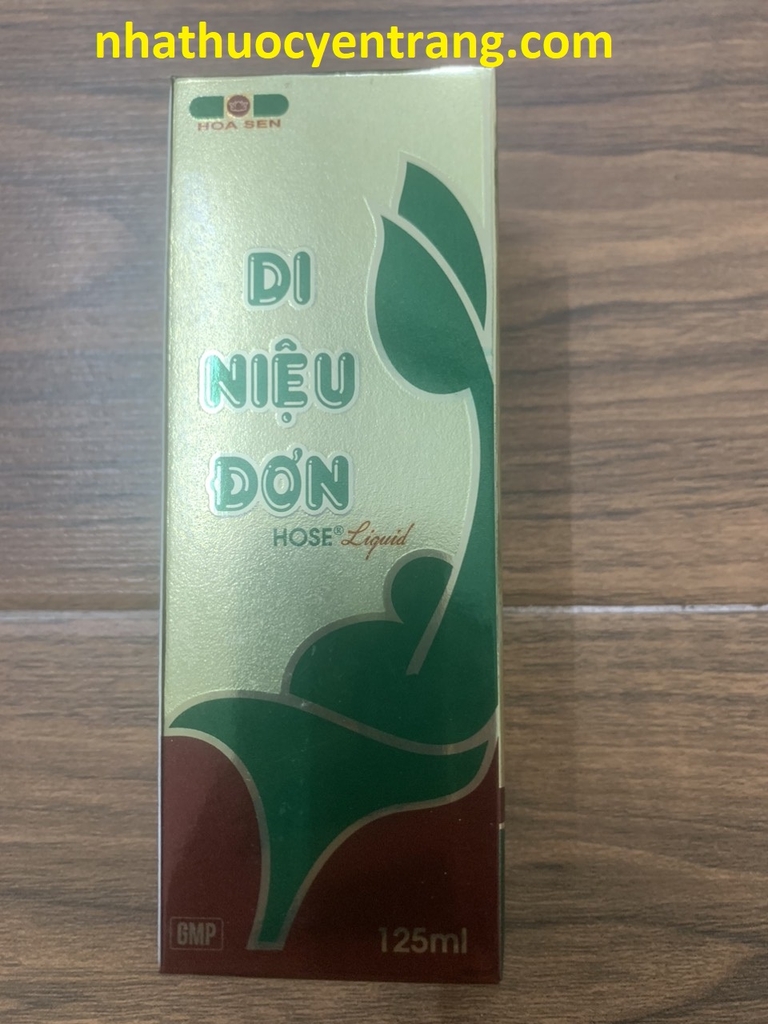 nhathuocyentrang.com
HOA SEN
DI
NIỆU
ĐƠN
HOSE® Liquid
GMP
125ml